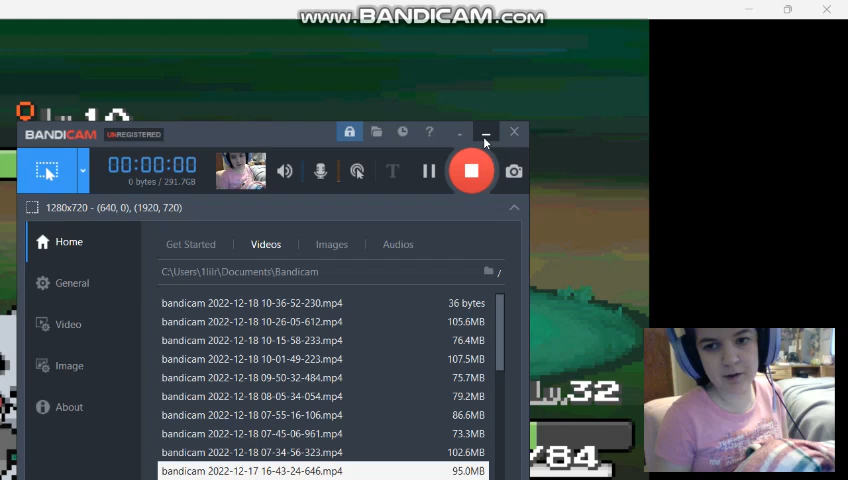 www.BANDICAM.com
BANDICAM UNREGISTERED
?
00:00:00
0 bytes / 291.7GB
T
1280x720 - (640, 0), (1920, 720)
Home
General
Video
Image
About
Get Started | Videos | Images | Audios
C:\Users\1lilr\Documents\Bandicam /
bandicam 2022-12-18 10-36-52-230.mp4 36 bytes
bandicam 2022-12-18 10-26-05-612.mp4 105.6MB
bandicam 2022-12-18 10-15-58-233.mp4 76.4MB
bandicam 2022-12-18 10-01-49-223.mp4 107.5MB
bandicam 2022-12-18 09-50-32-484.mp4 75.7MB
bandicam 2022-12-18 08-05-34-054.mp4 79.2MB
bandicam 2022-12-18 07-55-16-106.mp4 86.6MB
bandicam 2022-12-18 07-45-06-961.mp4 73.3MB
bandicam 2022-12-18 07-34-56-323.mp4 102.6MB
bandicam 2022-12-17 16-43-24-646.mp4 95.0MB
Lv.32
/84